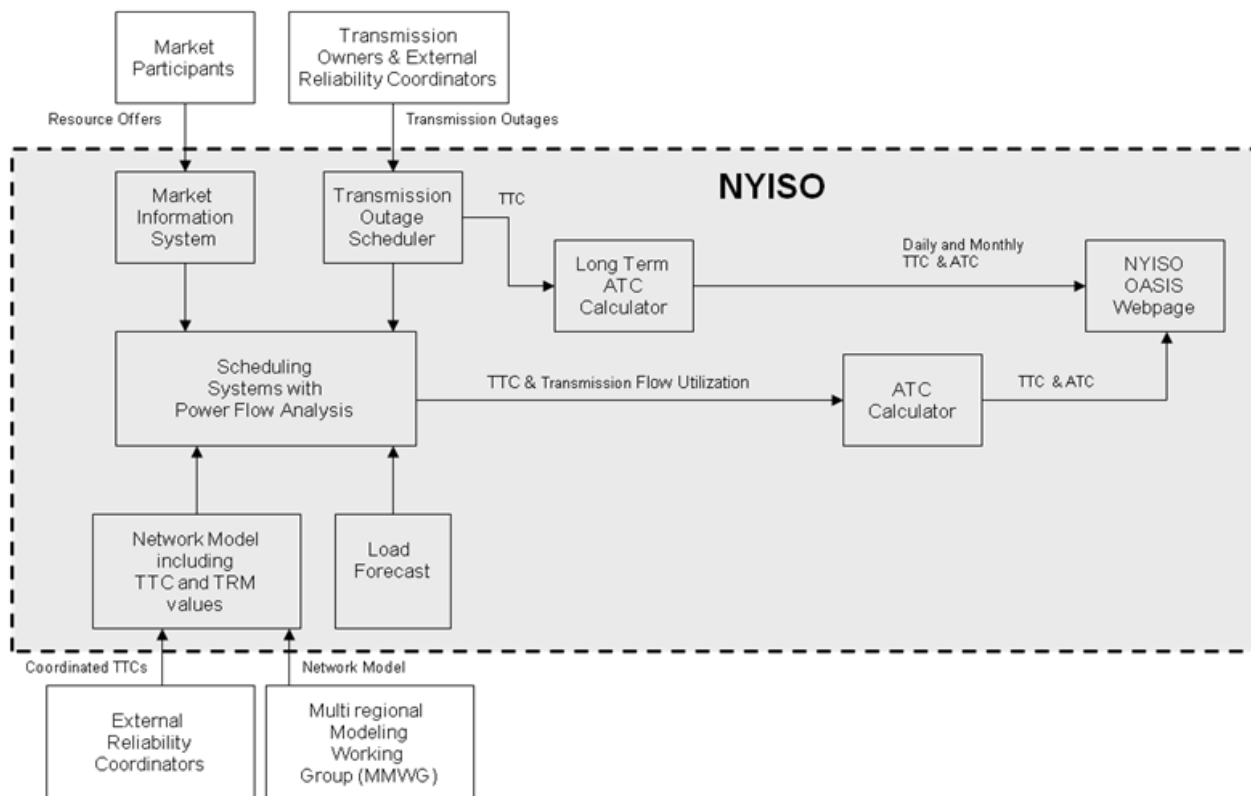 Market
Participants
Transmission
Owners & External
Reliability Coordinators
Resource Offers
Transmission Outages
NYISO
Market
Information
System
Transmission
Outage
Scheduler
TTC
Long Term
ATC
Calculator
Daily and Monthly
TTC & ATC
NYISO
OASIS
Webpage
Scheduling
Systems with
Power Flow Analysis
TTC & Transmission Flow Utilization
ATC
Calculator
TTC & ATC
Network Model
including
TTC and TRM
values
Load
Forecast
Coordinated TTCs
Network Model
External
Reliability
Coordinators
Multi regional
Modeling
Working
Group (MMWG)